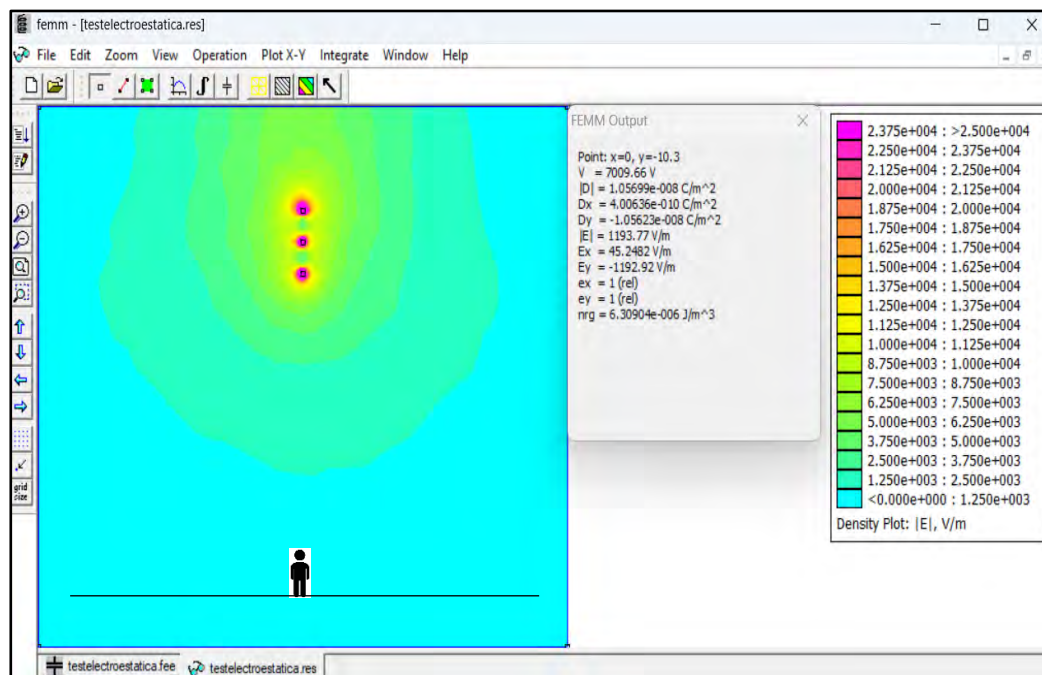 femm - [testelectroestatica.res]
File Edit Zoom View Operation Plot X-Y Integrate Window Help
FEMM Output
Point: x=0, y=-10.3
V = 7009.66 V
|D| = 1.05699e-008 C/m^2
Dx = 4.00636e-010 C/m^2
Dy = -1.05623e-008 C/m^2
|E| = 1193.77 V/m
Ex = 45.2482 V/m
Ey = -1192.92 V/m
ex = 1 (rel)
ey = 1 (rel)
nrg = 6.30904e-006 J/m^3
2.375e+004 : >2.500e+004
2.250e+004 : 2.375e+004
2.125e+004 : 2.250e+004
2.000e+004 : 2.125e+004
1.875e+004 : 2.000e+004
1.750e+004 : 1.875e+004
1.625e+004 : 1.750e+004
1.500e+004 : 1.625e+004
1.375e+004 : 1.500e+004
1.250e+004 : 1.375e+004
1.125e+004 : 1.250e+004
1.000e+004 : 1.125e+004
8.750e+003 : 1.000e+004
7.500e+003 : 8.750e+003
6.250e+003 : 7.500e+003
5.000e+003 : 6.250e+003
3.750e+003 : 5.000e+003
2.500e+003 : 3.750e+003
1.250e+003 : 2.500e+003
<0.000e+000 : 1.250e+003
Density Plot: |E|, V/m
grid
size
testelectroestatica.fee testelectroestatica.res